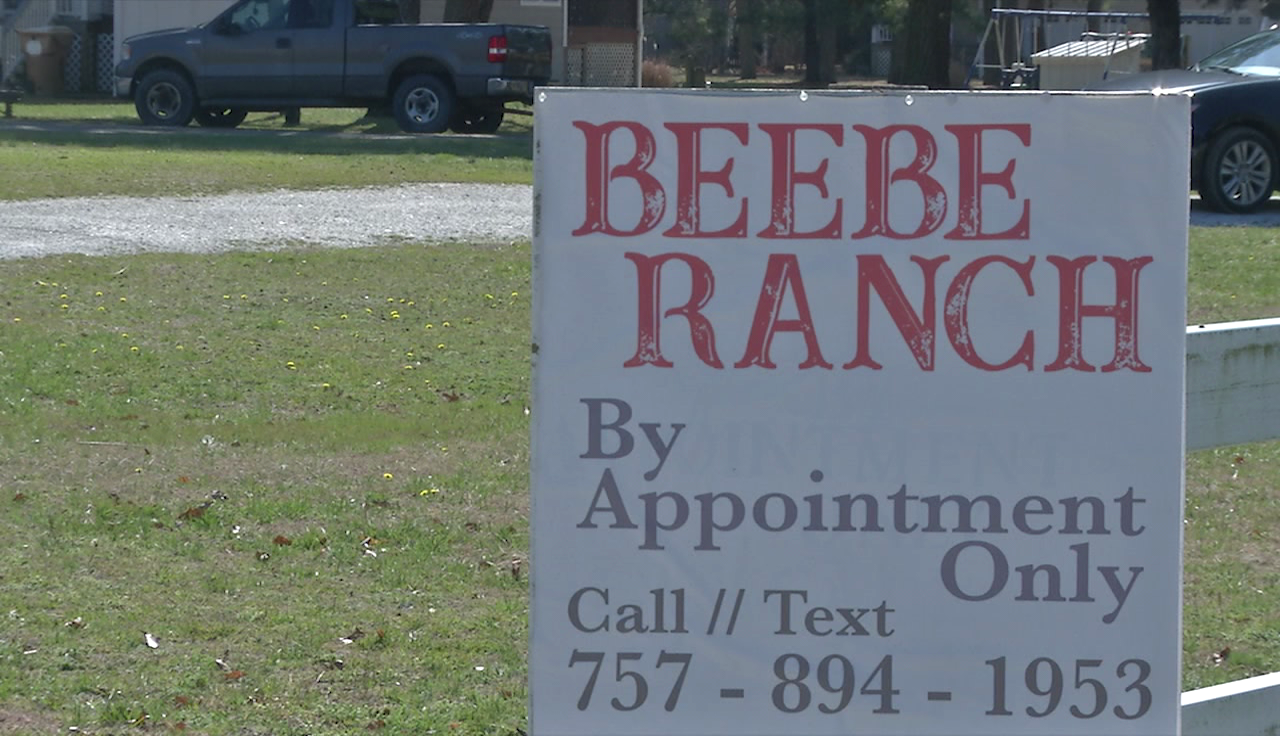 BEEBE
RANCH
By
Appointment
Only
Call // Text
757 - 894 - 1953